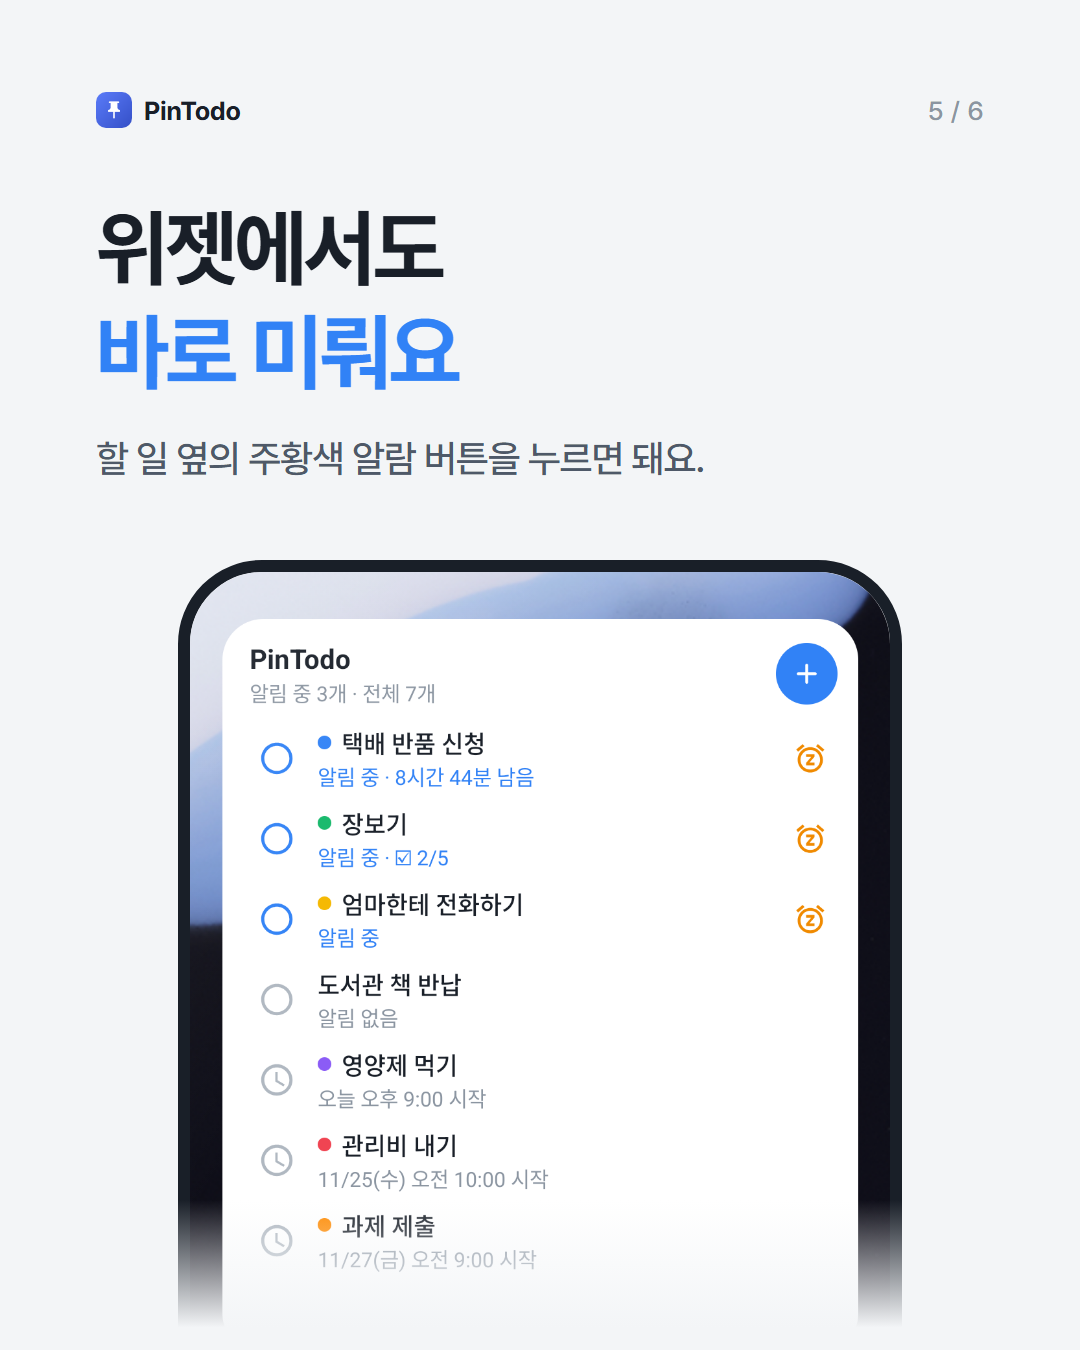 PinTodo
5 / 6
위젯에서도
바로 미뤄요
할 일 옆의 주황색 알람 버튼을 누르면 돼요.
PinTodo
알림 중 3개 · 전체 7개
택배 반품 신청
알림 중 · 8시간 44분 남음
장보기
알림 중 · ☑ 2/5
엄마한테 전화하기
알림 중
도서관 책 반납
알림 없음
영양제 먹기
오늘 오후 9:00 시작
관리비 내기
11/25(수) 오전 10:00 시작
과제 제출
11/27(금) 오전 9:00 시작